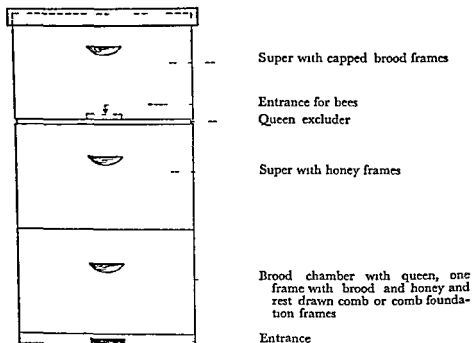 Super with capped brood frames
Entrance for bees
Queen excluder
Super with honey frames
Brood chamber with queen, one
frame with brood and honey and
rest drawn comb or comb founda-
tion frames
Entrance